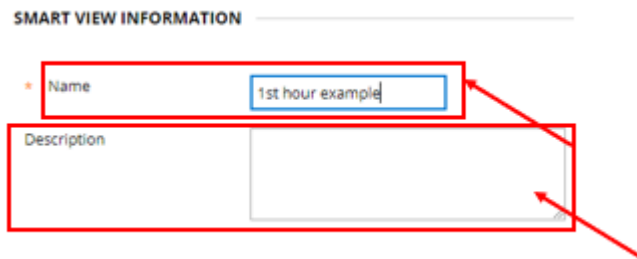 SMART VIEW INFORMATION
* Name
1st hour example
Description